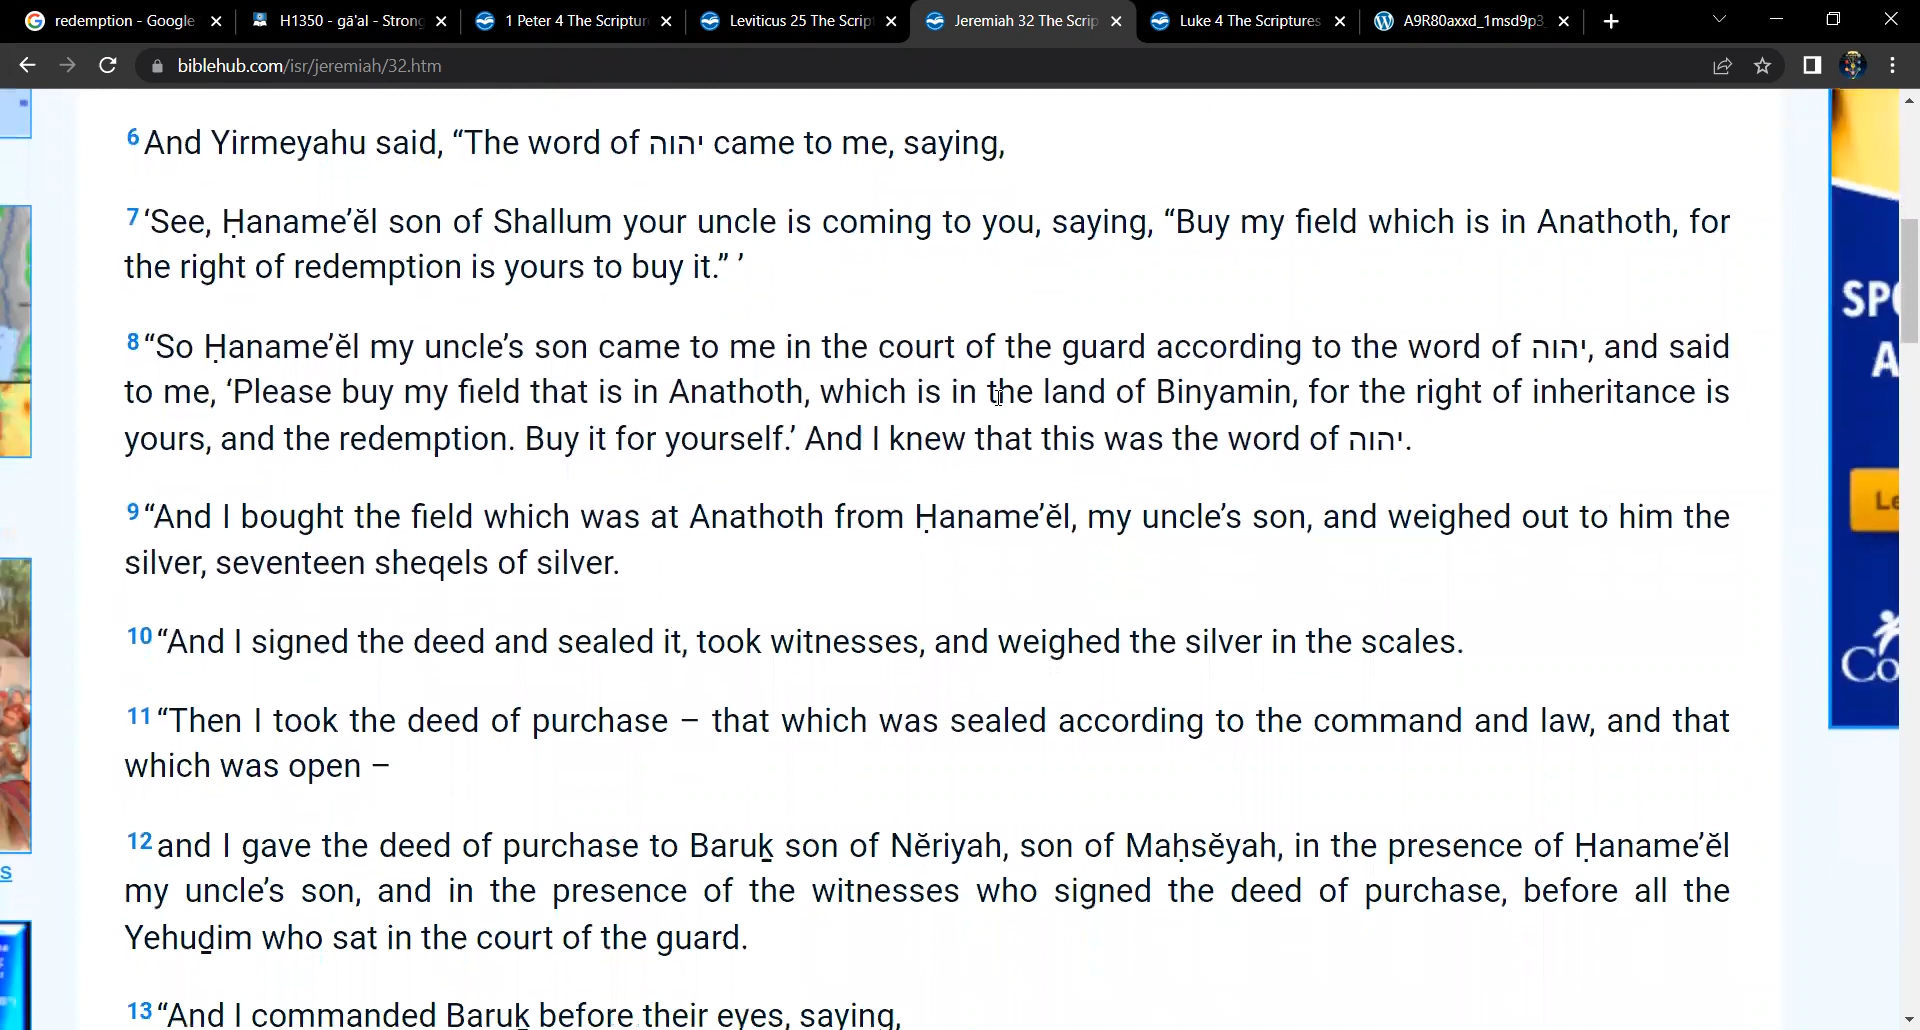 redemption - Google
H1350 - gā'al - Strong
1 Peter 4 The Scriptur
Leviticus 25 The Script
Jeremiah 32 The Scrip
Luke 4 The Scriptures
A9R80axxd_1msd9p3
biblehub.com/isr/jeremiah/32.htm
6 And Yirmeyahu said, “The word of יהוה came to me, saying,
7 ‘See, Ḥaname’ĕl son of Shallum your uncle is coming to you, saying, “Buy my field which is in Anathoth, for
the right of redemption is yours to buy it.” ’
8 “So Ḥaname’ĕl my uncle’s son came to me in the court of the guard according to the word of יהוה, and said
to me, ‘Please buy my field that is in Anathoth, which is in the land of Binyamin, for the right of inheritance is
yours, and the redemption. Buy it for yourself.’ And I knew that this was the word of יהוה.
9 “And I bought the field which was at Anathoth from Ḥaname’ĕl, my uncle’s son, and weighed out to him the
silver, seventeen sheqels of silver.
10 “And I signed the deed and sealed it, took witnesses, and weighed the silver in the scales.
11 “Then I took the deed of purchase – that which was sealed according to the command and law, and that
which was open –
12 and I gave the deed of purchase to Baruḵ son of Nĕriyah, son of Maḥsĕyah, in the presence of Ḥaname’ĕl
my uncle’s son, and in the presence of the witnesses who signed the deed of purchase, before all the
Yehuḏim who sat in the court of the guard.
13 “And I commanded Baruḵ before their eyes, saying,
SP
A
Le
Co
s